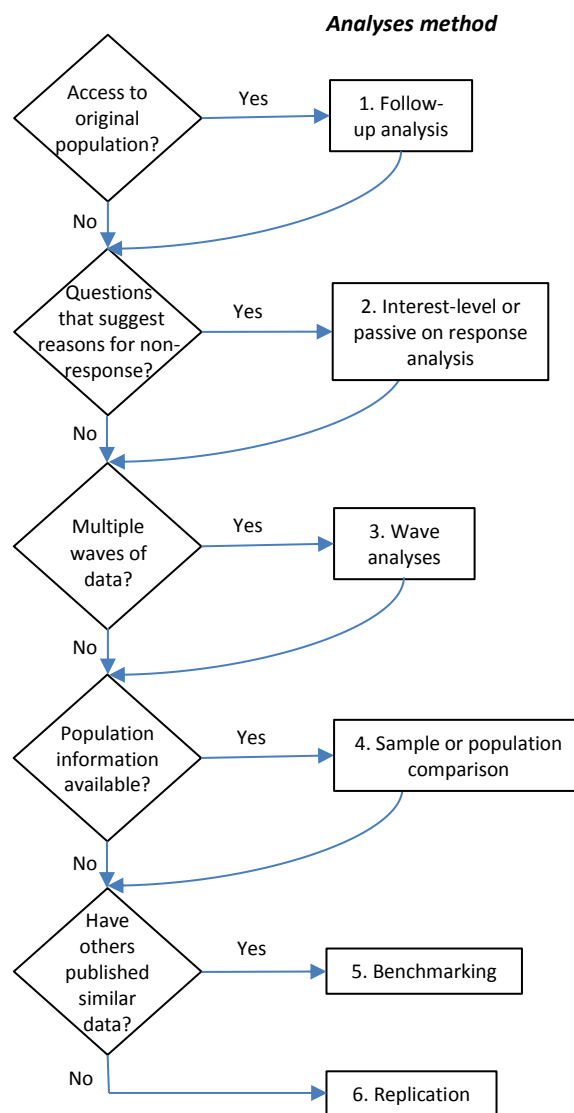 Analyses method
Access to
original
population?
Yes
1. Follow-
up analysis
No
Questions
that suggest
reasons for non-
response?
Yes
2. Interest-level or
passive on response
analysis
No
Multiple
waves of
data?
Yes
3. Wave
analyses
No
Population
information
available?
Yes
4. Sample or population
comparison
No
Have
others
published
similar
data?
Yes
5. Benchmarking
No
6. Replication